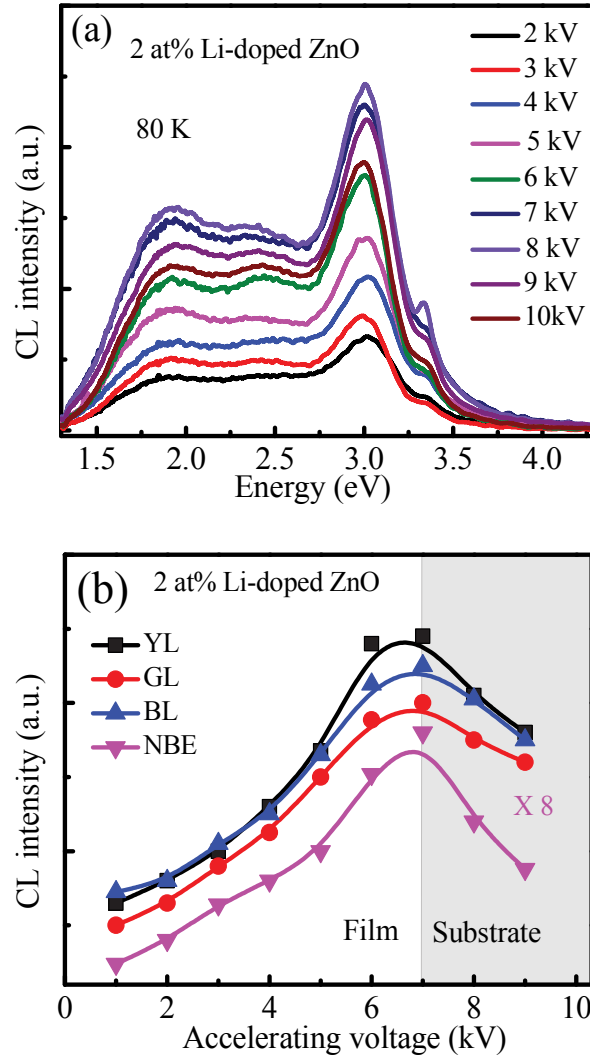 (a)
2 at% Li-doped ZnO
80 K
2 kV
3 kV
4 kV
5 kV
6 kV
7 kV
8 kV
9 kV
10kV
CL intensity (a.u.)
1.5 2.0 2.5 3.0 3.5 4.0
Energy (eV)
(b)
2 at% Li-doped ZnO
YL
GL
BL
NBE
X 8
Film
Substrate
CL intensity (a.u.)
0 2 4 6 8 10
Accelerating voltage (kV)